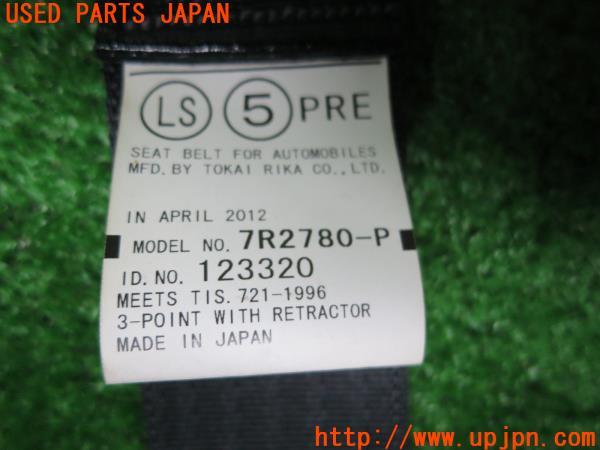 USED PARTS JAPAN
LS 5 PRE
SEAT BELT FOR AUTOMOBILES
MFD. BY TOKAI RIKA CO., LTD.
IN APRIL 2012
MODEL NO. 7R2780-P
ID. NO. 123320
MEETS TIS. 721-1996
3-POINT WITH RETRACTOR
MADE IN JAPAN
UPJ
http://www.upjpn.com/